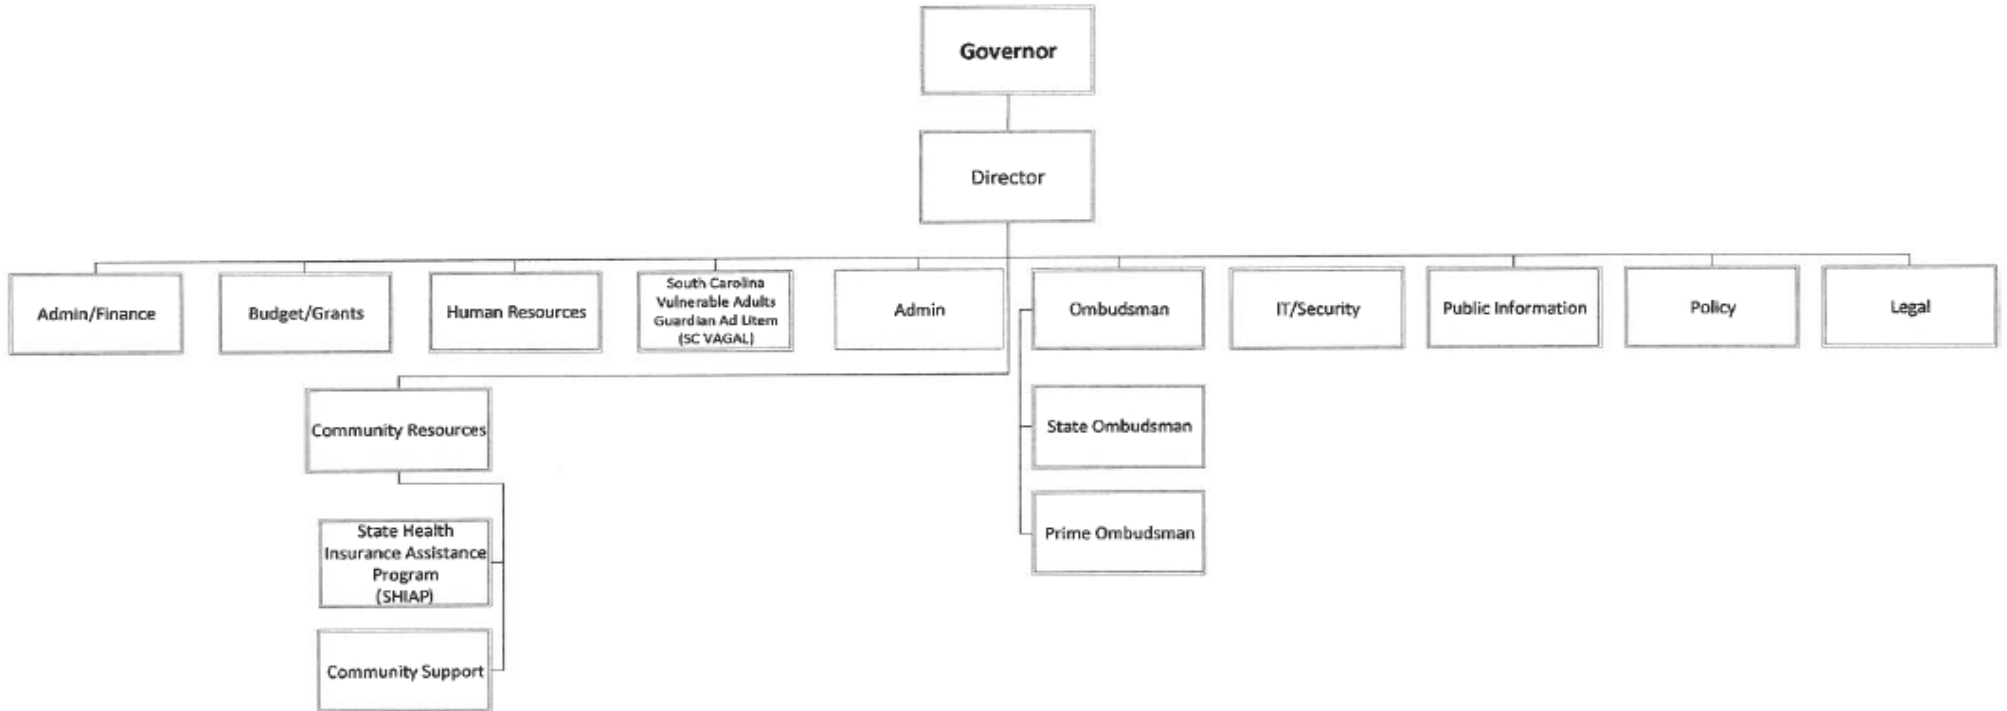 Governor
Director
Admin/Finance
Budget/Grants
Human Resources
South Carolina
Vulnerable Adults
Guardian Ad Litem
(SC VAGAL)
Admin
Ombudsman
IT/Security
Public Information
Policy
Legal
Community Resources
State Ombudsman
State Health
Insurance Assistance
Program
(SHIAP)
Prime Ombudsman
Community Support